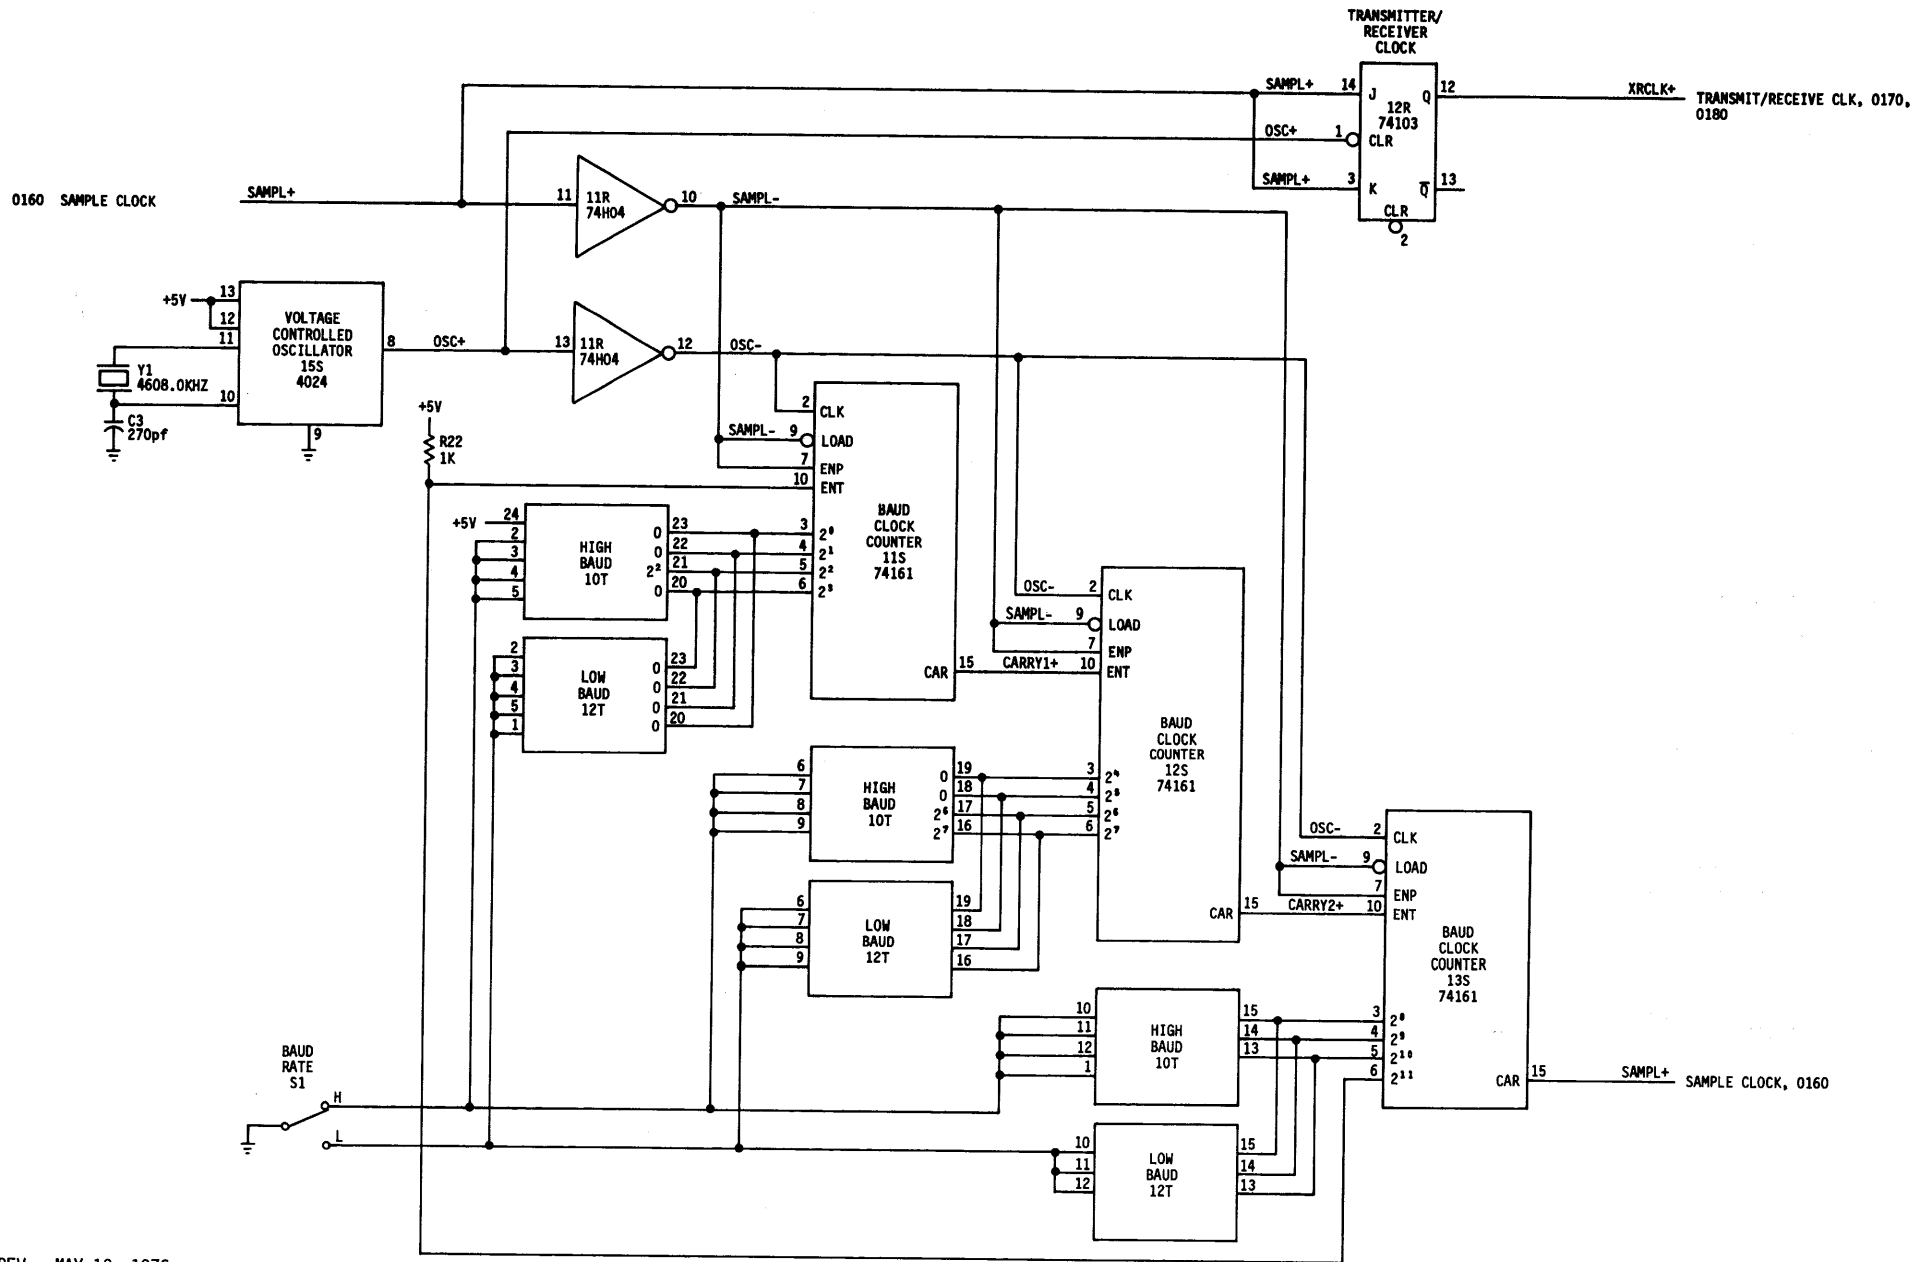 TRANSMITTER/
RECEIVER
CLOCK
SAMPL+ 14 J Q 12 XRCLK+ TRANSMIT/RECEIVE CLK, 0170,
0180
12R
74103
OSC+ 1 CLR
SAMPL+ 3 K Q̅ 13
CLR
2
0160 SAMPLE CLOCK SAMPL+ 11 11R 10 SAMPL-
74H04
+5V 13
12
11
10
VOLTAGE
CONTROLLED
OSCILLATOR
15S
4024
9
Y1
4608.0KHZ
C3
270pf
8 OSC+ 13 11R 12 OSC-
74H04
+5V
R22
1K
2 CLK
SAMPL- 9 LOAD
7 ENP
10 ENT
BAUD
CLOCK
COUNTER
11S
74161
3 2⁰
4 2¹
5 2²
6 2³
CAR 15 CARRY1+
+5V 24
2
3
4
5
HIGH
BAUD
10T
0 23
0 22
2² 21
0 20
2
3
4
5
1
LOW
BAUD
12T
0 23
0 22
0 21
0 20
OSC- 2 CLK
SAMPL- 9 LOAD
7 ENP
10 ENT
BAUD
CLOCK
COUNTER
12S
74161
3 2⁴
4 2⁵
5 2⁶
6 2⁷
CAR 15 CARRY2+
6
7
8
9
HIGH
BAUD
10T
0 19
0 18
2⁶ 17
2⁷ 16
6
7
8
9
LOW
BAUD
12T
19
18
17
16
OSC- 2 CLK
SAMPL- 9 LOAD
7 ENP
10 ENT
BAUD
CLOCK
COUNTER
13S
74161
3 2⁸
4 2⁹
5 2¹⁰
6 2¹¹
CAR 15 SAMPL+ SAMPLE CLOCK, 0160
10
11
12
1
HIGH
BAUD
10T
15
14
13
10
11
12
LOW
BAUD
12T
15
14
13
BAUD
RATE
S1
H
L